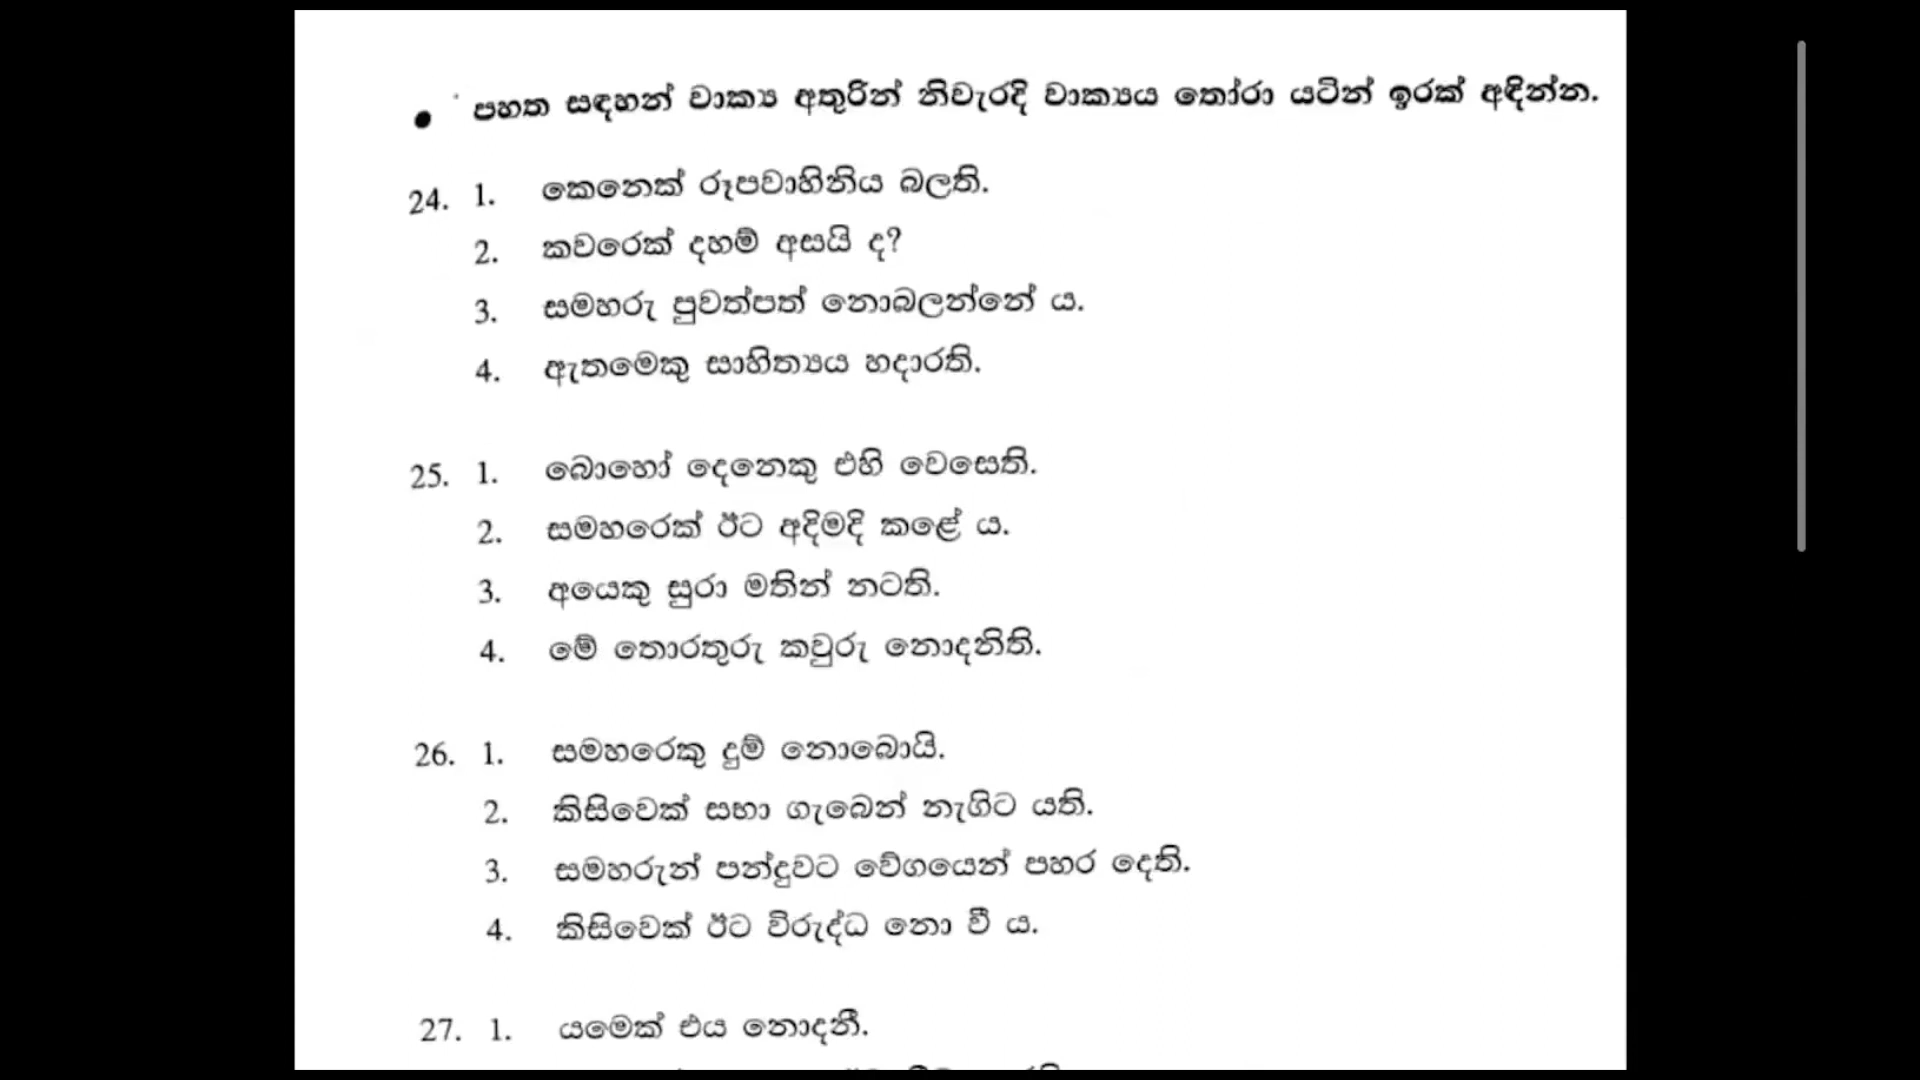 ● පහත සඳහන් වාක්‍ය අතුරින් නිවැරදි වාක්‍යය තෝරා යටින් ඉරක් අඳින්න.
24. 1. කෙනෙක් රූපවාහිනිය බලති.
2. කවරෙක් දහම් අසයි ද?
3. සමහරු පුවත්පත් නොබලන්නේ ය.
4. ඇතමෙකු සාහිත්‍යය හදාරති.
25. 1. බොහෝ දෙනෙකු එහි වෙසෙති.
2. සමහරෙක් ඊට අදිමදි කළේ ය.
3. අයෙකු සුරා මතින් නටති.
4. මේ තොරතුරු කවුරු නොදනිති.
26. 1. සමහරෙකු දුම් නොබොයි.
2. කිසිවෙක් සභා ගැබෙන් නැගිට යති.
3. සමහරුන් පන්දුවට වේගයෙන් පහර දෙති.
4. කිසිවෙක් ඊට විරුද්ධ නො වී ය.
27. 1. යමෙක් එය නොදනී.